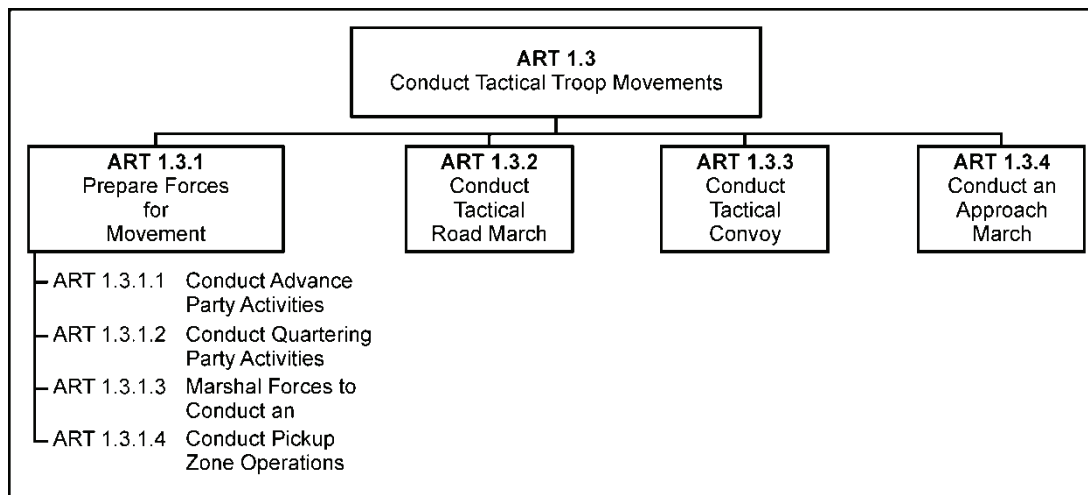 ART 1.3
Conduct Tactical Troop Movements
ART 1.3.1
Prepare Forces
for
Movement
ART 1.3.2
Conduct
Tactical
Road March
ART 1.3.3
Conduct
Tactical
Convoy
ART 1.3.4
Conduct an
Approach
March
ART 1.3.1.1 Conduct Advance
Party Activities
ART 1.3.1.2 Conduct Quartering
Party Activities
ART 1.3.1.3 Marshal Forces to
Conduct an
ART 1.3.1.4 Conduct Pickup
Zone Operations